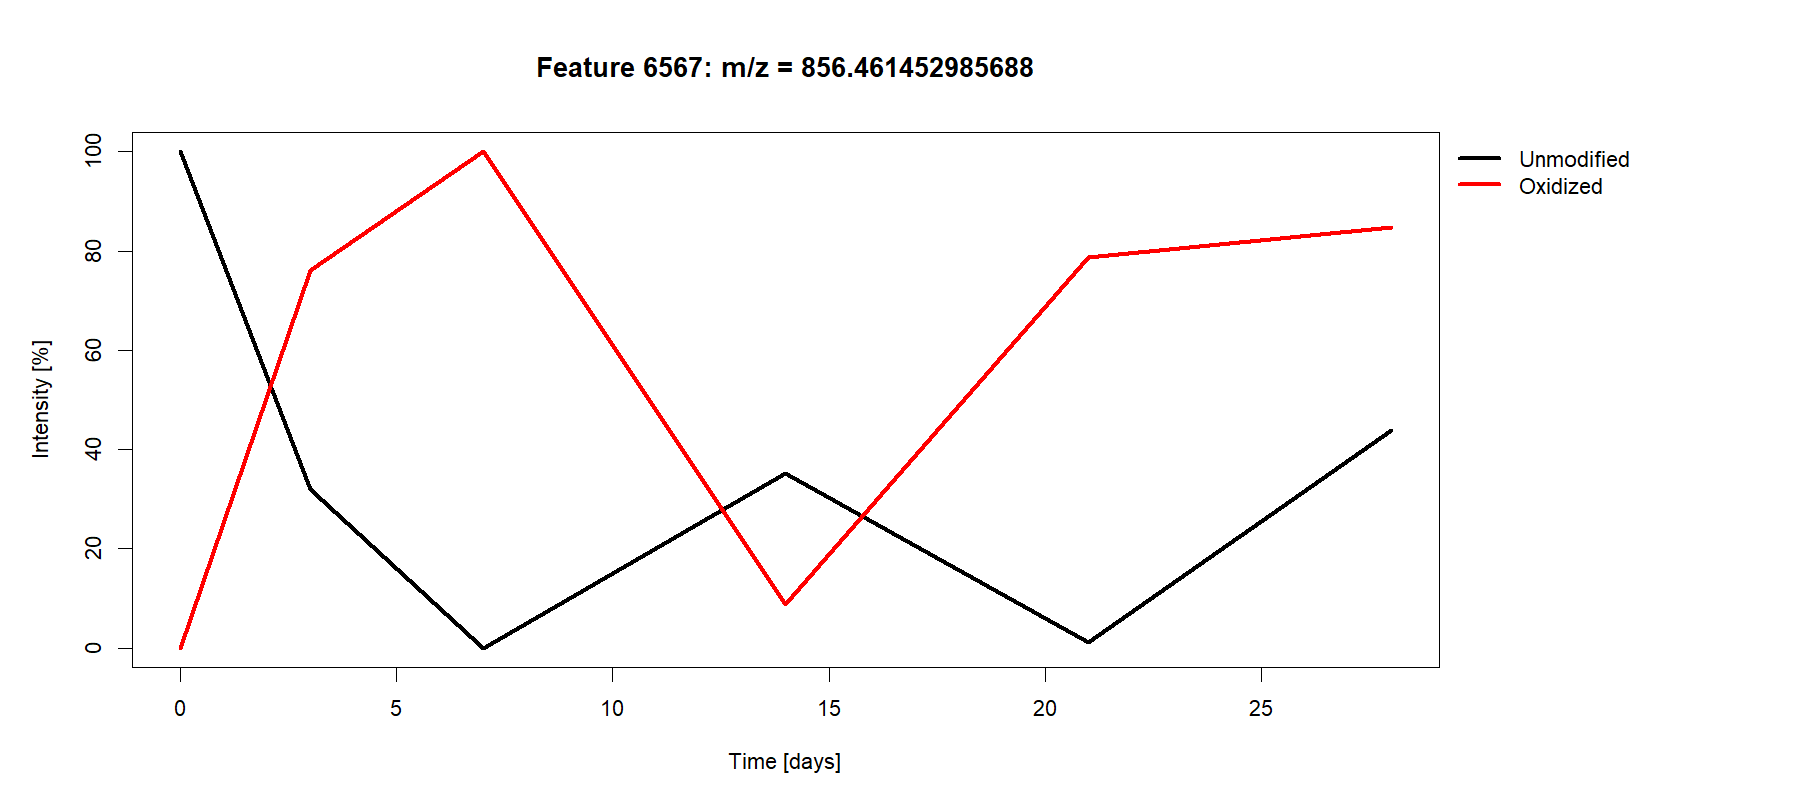 Feature 6567: m/z = 856.461452985688
Unmodified
Oxidized
Intensity [%]
100
80
60
40
20
0
0 5 10 15 20 25
Time [days]